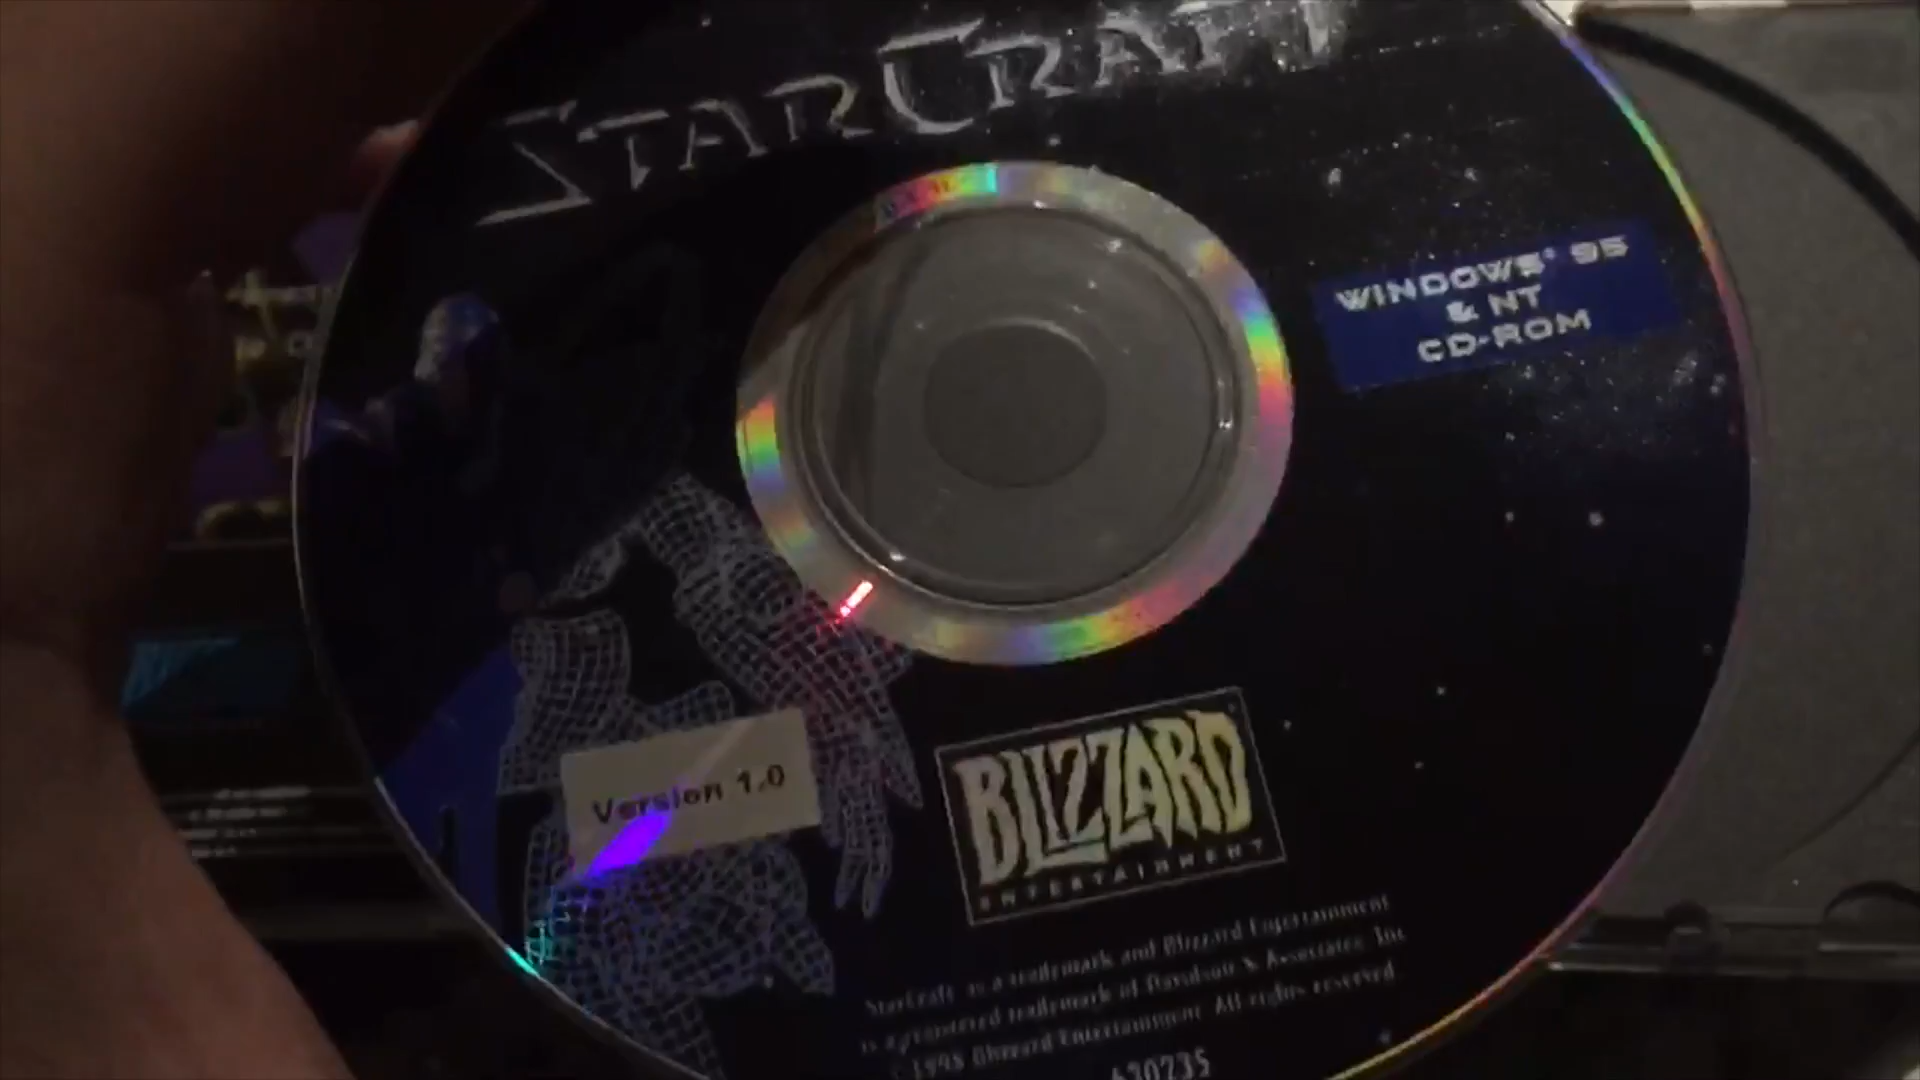 STARCRAFT
WINDOWS® 95
& NT
CD-ROM
Version 1.0
BLIZZARD
ENTERTAINMENT
StarCraft is a trademark and Blizzard Entertainment
is a registered trademark of Davidson & Associates, Inc
1998 Blizzard Entertainment. All rights reserved
630235